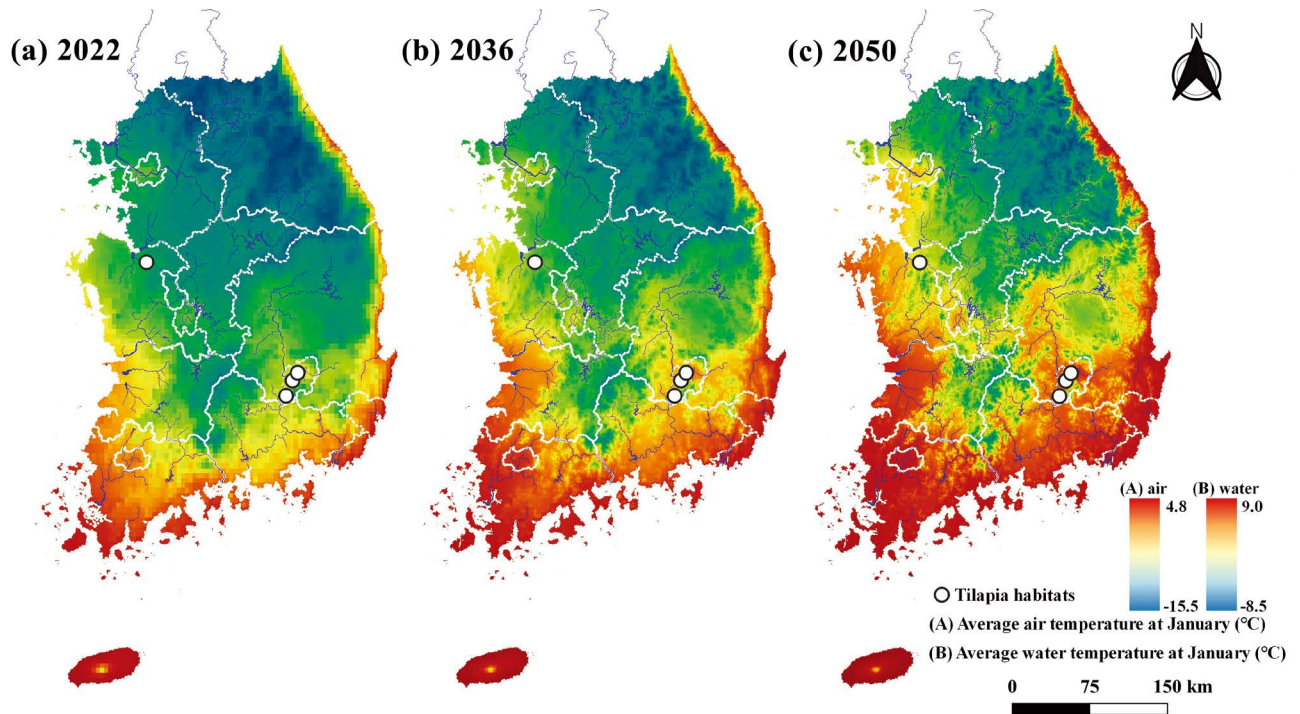 (a) 2022
(b) 2036
(c) 2050
N
(A) air (B) water
4.8 9.0
-15.5 -8.5
Tilapia habitats
(A) Average air temperature at January (°C)
(B) Average water temperature at January (°C)
0 75 150 km